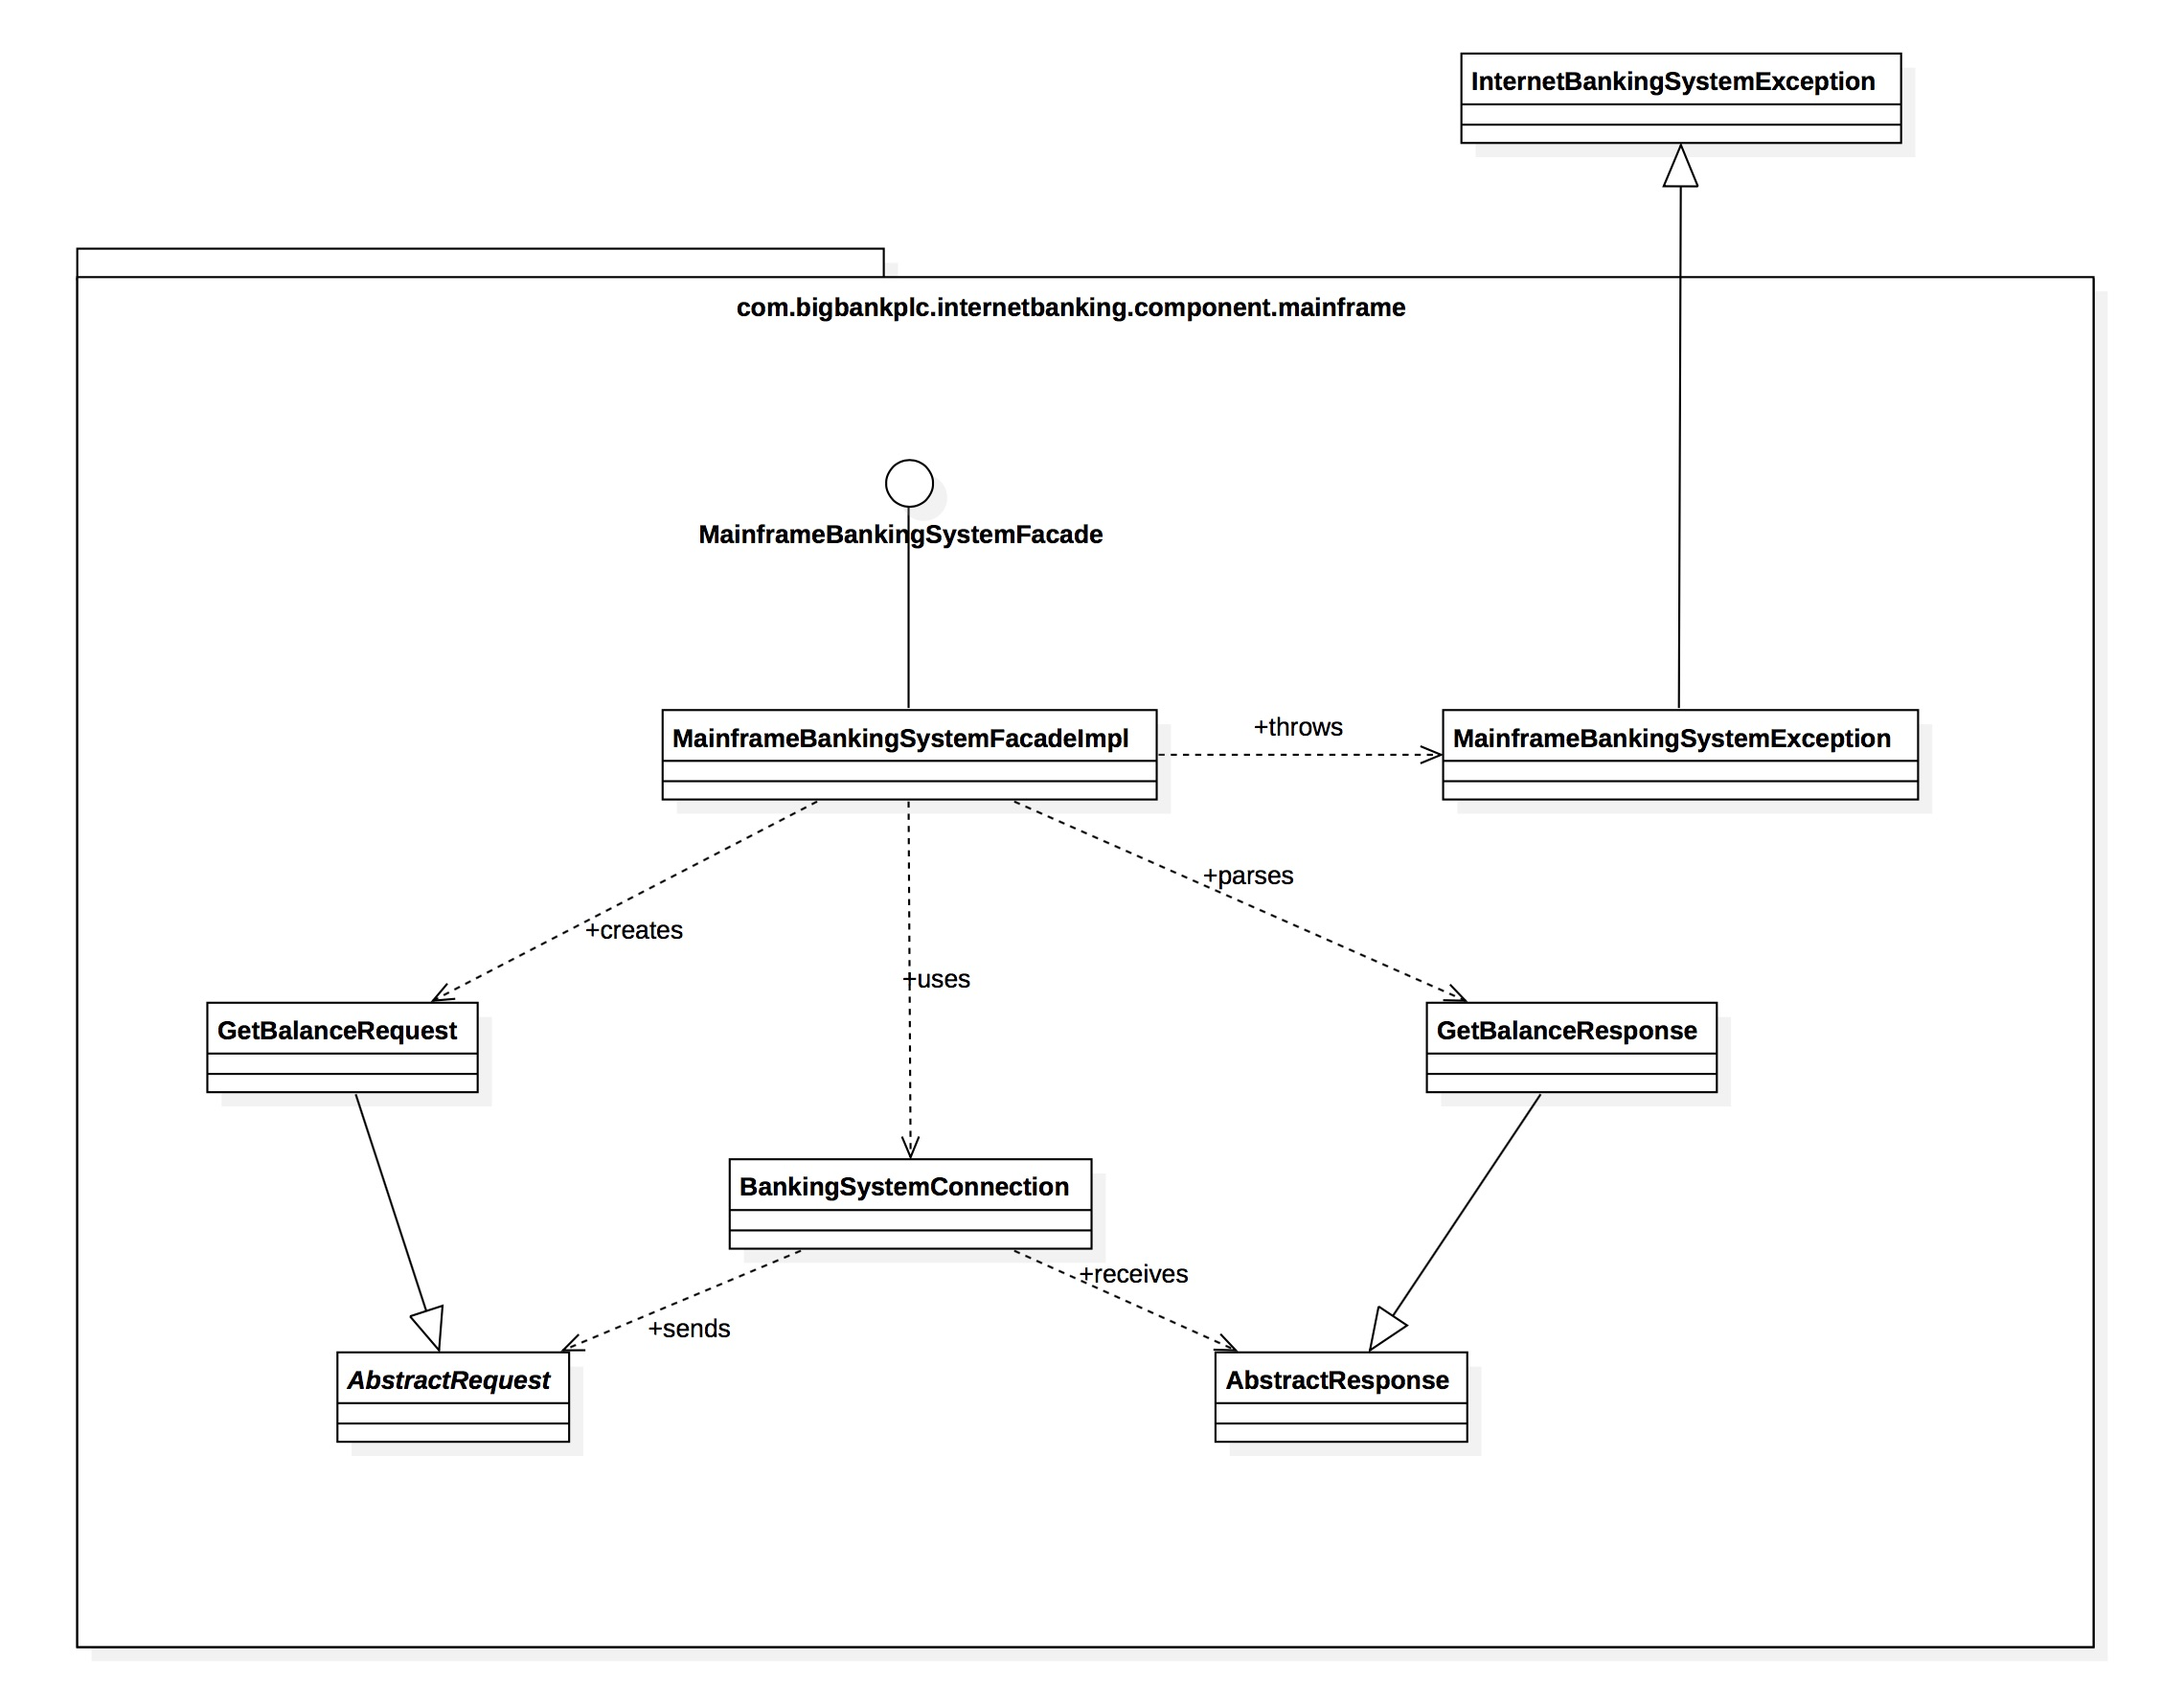 InternetBankingSystemException
com.bigbankplc.internetbanking.component.mainframe
MainframeBankingSystemFacade
MainframeBankingSystemFacadeImpl
+throws
MainframeBankingSystemException
+parses
+creates
+uses
GetBalanceRequest
GetBalanceResponse
BankingSystemConnection
+receives
+sends
AbstractRequest
AbstractResponse